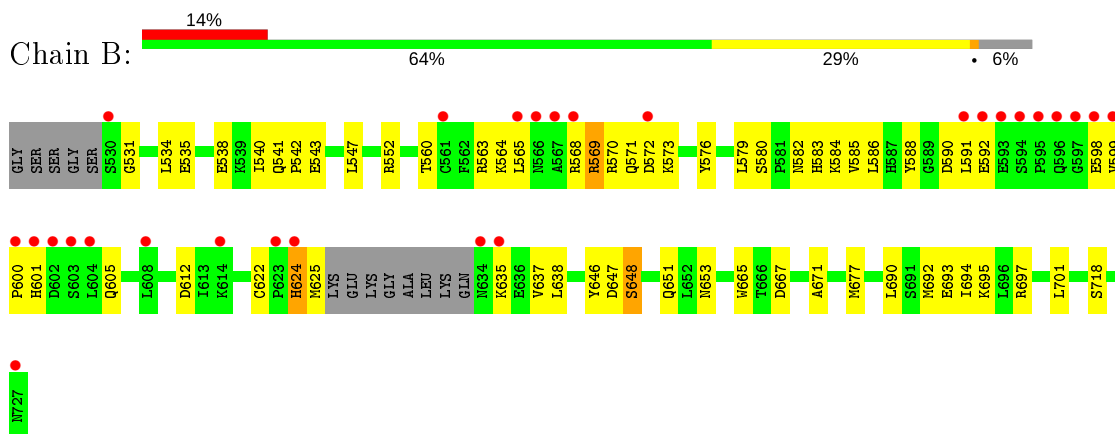 14%
Chain B:
64% 29% • 6%
GLY SER SER GLY SER S530 G531 L534 E535 E538 K539 I540 Q541 P542 E543 L547 R552 T560 C561 F562 R563 K564 L565 N566 A567 R568 R569 R570 Q571 D572 K573 Y576 L579 S580 P581 N582 H583 K584 V585 L586 H587 Y588 G589 D590 L591 E592 E593 S594 P595 Q596 G597 E598 V599
P600 H601 D602 S603 L604 Q605 L608 D612 I613 K614 C622 P623 H624 M625 LYS GLU LYS GLY ALA LEU LYS GLN N634 K635 E636 V637 L638 Y646 D647 S648 Q651 L652 N653 W665 T666 D667 A671 M677 L690 S691 M692 E693 I694 K695 L696 R697 L701 S718
N727